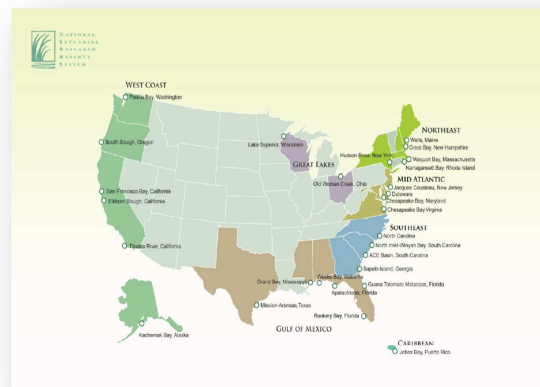 NATIONAL
ESTUARINE
RESEARCH
RESERVE
SYSTEM
WEST COAST
Padilla Bay, Washington
South Slough, Oregon
San Francisco Bay, California
Elkhorn Slough, California
Tijuana River, California
Kachemak Bay, Alaska
Lake Superior, Wisconsin
GREAT LAKES
Old Woman Creek, Ohio
Hudson River, New York
NORTHEAST
Wells, Maine
Great Bay, New Hampshire
Waquoit Bay, Massachusetts
Narragansett Bay, Rhode Island
MID ATLANTIC
Jacques Cousteau, New Jersey
Delaware
Chesapeake Bay, Maryland
Chesapeake Bay, Virginia
SOUTHEAST
North Carolina
North Inlet-Winyah Bay, South Carolina
ACE Basin, South Carolina
Sapelo Island, Georgia
Guana Tolomato Matanzas, Florida
Grand Bay, Mississippi
Weeks Bay, Alabama
Apalachicola, Florida
Rookery Bay, Florida
Mission-Aransas, Texas
GULF OF MEXICO
CARIBBEAN
Jobos Bay, Puerto Rico